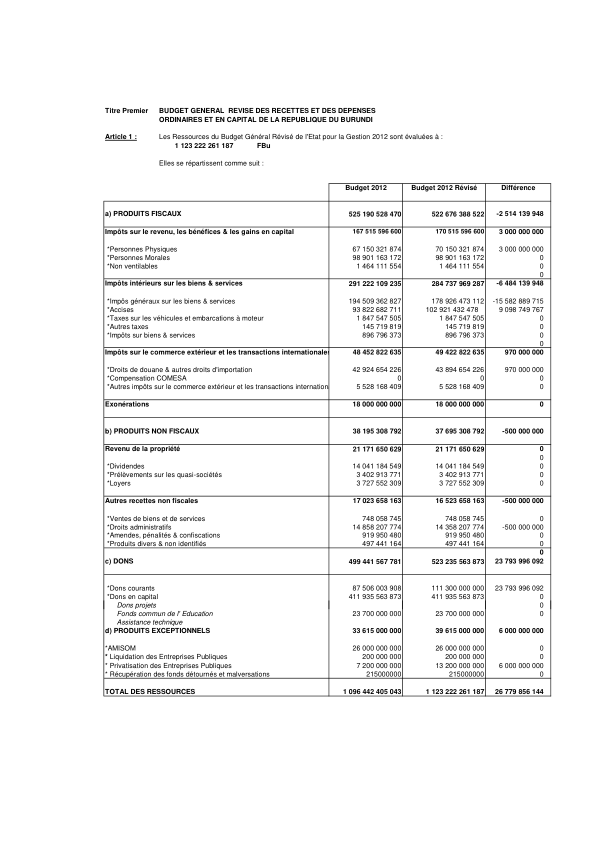 Titre Premier BUDGET GENERAL REVISE DES RECETTES ET DES DEPENSES
ORDINAIRES ET EN CAPITAL DE LA REPUBLIQUE DU BURUNDI
Article 1 : Les Ressources du Budget Général Révisé de l'Etat pour la Gestion 2012 sont évaluées à :
1 123 222 261 187 FBu
Elles se répartissent comme suit :
Budget 2012 Budget 2012 Révisé Différence
a) PRODUITS FISCAUX 525 190 528 470 522 676 388 522 -2 514 139 948
Impôts sur le revenu, les bénéfices & les gains en capital 167 515 596 600 170 515 596 600 3 000 000 000
*Personnes Physiques 67 150 321 874 70 150 321 874 3 000 000 000
*Personnes Morales 98 901 163 172 98 901 163 172 0
*Non ventilables 1 464 111 554 1 464 111 554 0
0
Impôts intérieurs sur les biens & services 291 222 109 235 284 737 969 287 -6 484 139 948
*Impôs généraux sur les biens & services 194 509 362 827 178 926 473 112 -15 582 889 715
*Accises 93 822 682 711 102 921 432 478 9 098 749 767
*Taxes sur les véhicules et embarcations à moteur 1 847 547 505 1 847 547 505 0
*Autres taxes 145 719 819 145 719 819 0
*Impôts sur biens & services 896 796 373 896 796 373 0
0
Impôts sur le commerce extérieur et les transactions internationales 48 452 822 635 49 422 822 635 970 000 000
*Droits de douane & autres droits d'importation 42 924 654 226 43 894 654 226 970 000 000
*Compensation COMESA 0 0 0
*Autres impôts sur le commerce extérieur et les transactions internation 5 528 168 409 5 528 168 409 0
Exonérations 18 000 000 000 18 000 000 000 0
b) PRODUITS NON FISCAUX 38 195 308 792 37 695 308 792 -500 000 000
Revenu de la propriété 21 171 650 629 21 171 650 629 0
0
*Dividendes 14 041 184 549 14 041 184 549 0
*Prélèvements sur les quasi-sociétés 3 402 913 771 3 402 913 771 0
*Loyers 3 727 552 309 3 727 552 309 0
Autres recettes non fiscales 17 023 658 163 16 523 658 163 -500 000 000
*Ventes de biens et de services 748 058 745 748 058 745 0
*Droits administratifs 14 858 207 774 14 358 207 774 -500 000 000
*Amendes, pénalités & confiscations 919 950 480 919 950 480 0
*Produits divers & non identifiés 497 441 164 497 441 164 0
0
c) DONS 499 441 567 781 523 235 563 873 23 793 996 092
*Dons courants 87 506 003 908 111 300 000 000 23 793 996 092
*Dons en capital 411 935 563 873 411 935 563 873 0
Dons projets 0
Fonds commun de l' Education 23 700 000 000 23 700 000 000 0
Assistance technique
d) PRODUITS EXCEPTIONNELS 33 615 000 000 39 615 000 000 6 000 000 000
*AMISOM 26 000 000 000 26 000 000 000 0
* Liquidation des Entreprises Publiques 200 000 000 200 000 000 0
* Privatisation des Entreprises Publiques 7 200 000 000 13 200 000 000 6 000 000 000
* Récupération des fonds détournés et malversations 215000000 215000000 0
TOTAL DES RESSOURCES 1 096 442 405 043 1 123 222 261 187 26 779 856 144